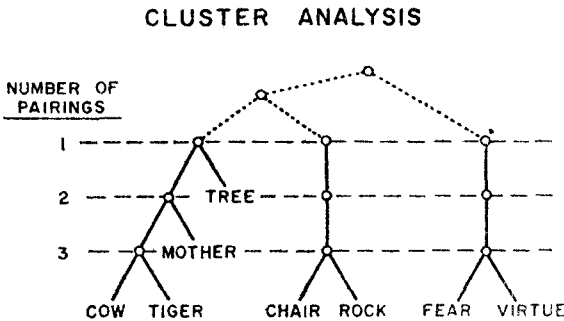 CLUSTER ANALYSIS
NUMBER OF
PAIRINGS
1
2 TREE
3 MOTHER
COW TIGER CHAIR ROCK FEAR VIRTUE